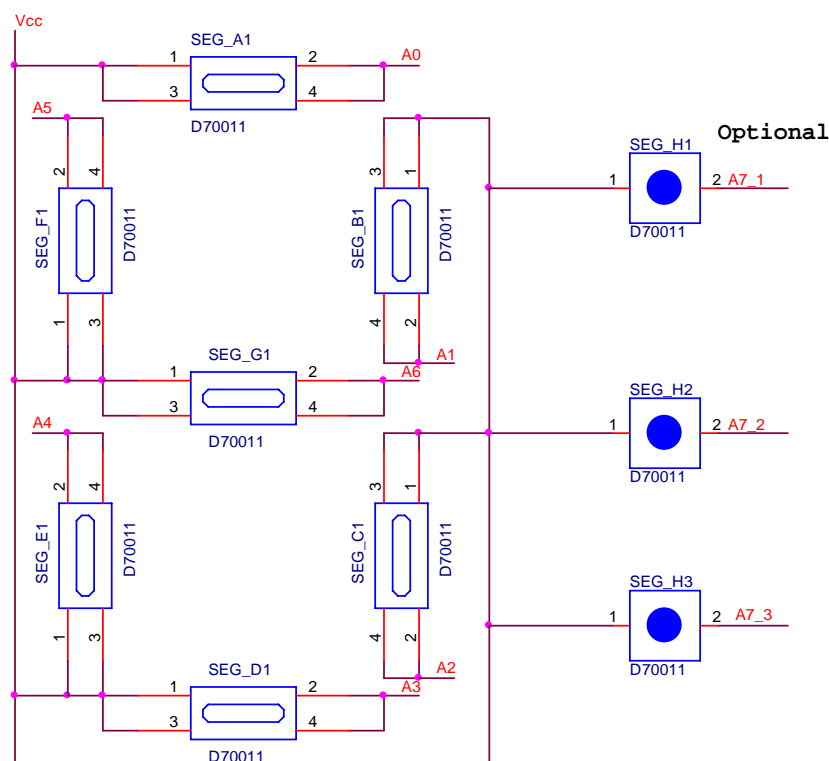 Vcc
SEG_A1
1 2 A0
3 4
D70011
A5
Optional
2 4
SEG_F1
D70011
1 3
3 1
SEG_B1
D70011
4 2
A1
SEG_H1
1 2 A7_1
D70011
SEG_G1
1 2 A6
3 4
D70011
A4
2 4
SEG_E1
D70011
1 3
3 1
SEG_C1
D70011
4 2
A2
SEG_H2
1 2 A7_2
D70011
SEG_H3
1 2 A7_3
D70011
SEG_D1
1 2 A3
3 4
D70011